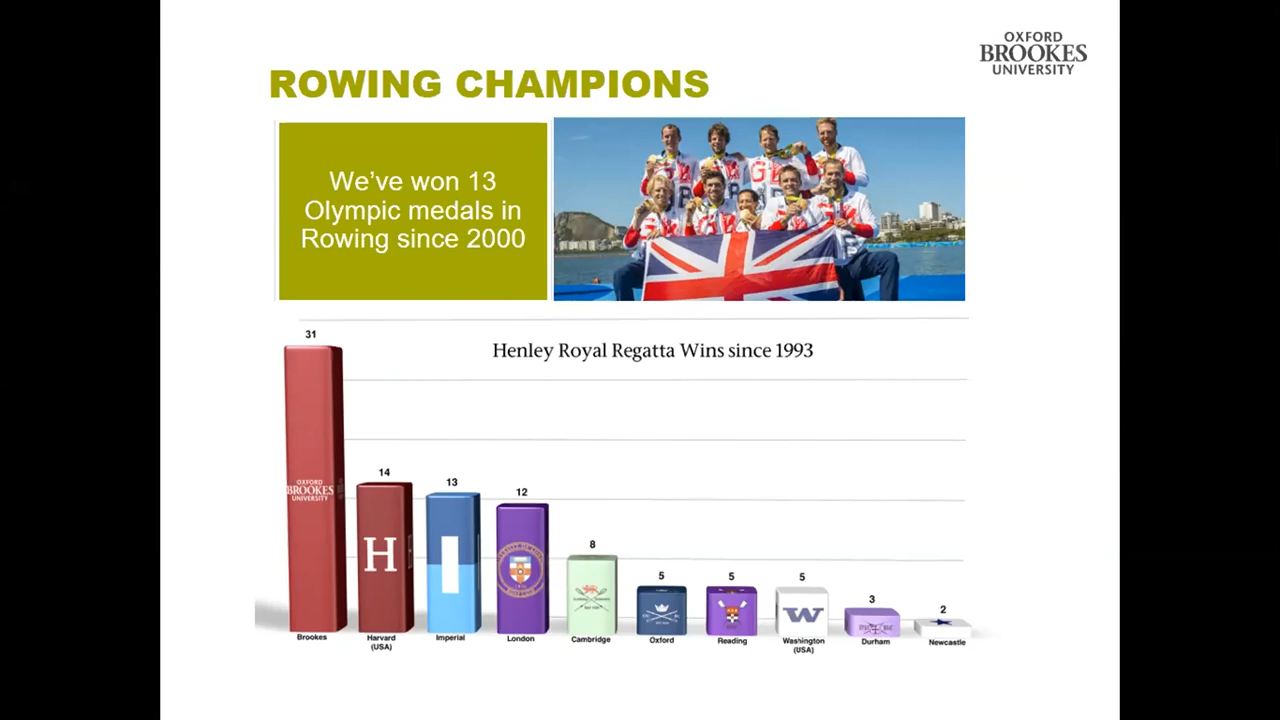 OXFORD
BROOKES
UNIVERSITY
ROWING CHAMPIONS
We've won 13
Olympic medals in
Rowing since 2000
Henley Royal Regatta Wins since 1993
31
14
13
12
8
5
5
5
3
2
OXFORD
BROOKES
UNIVERSITY
H
W
Brookes
Harvard
(USA)
Imperial
London
Cambridge
Oxford
Reading
Washington
(USA)
Durham
Newcastle